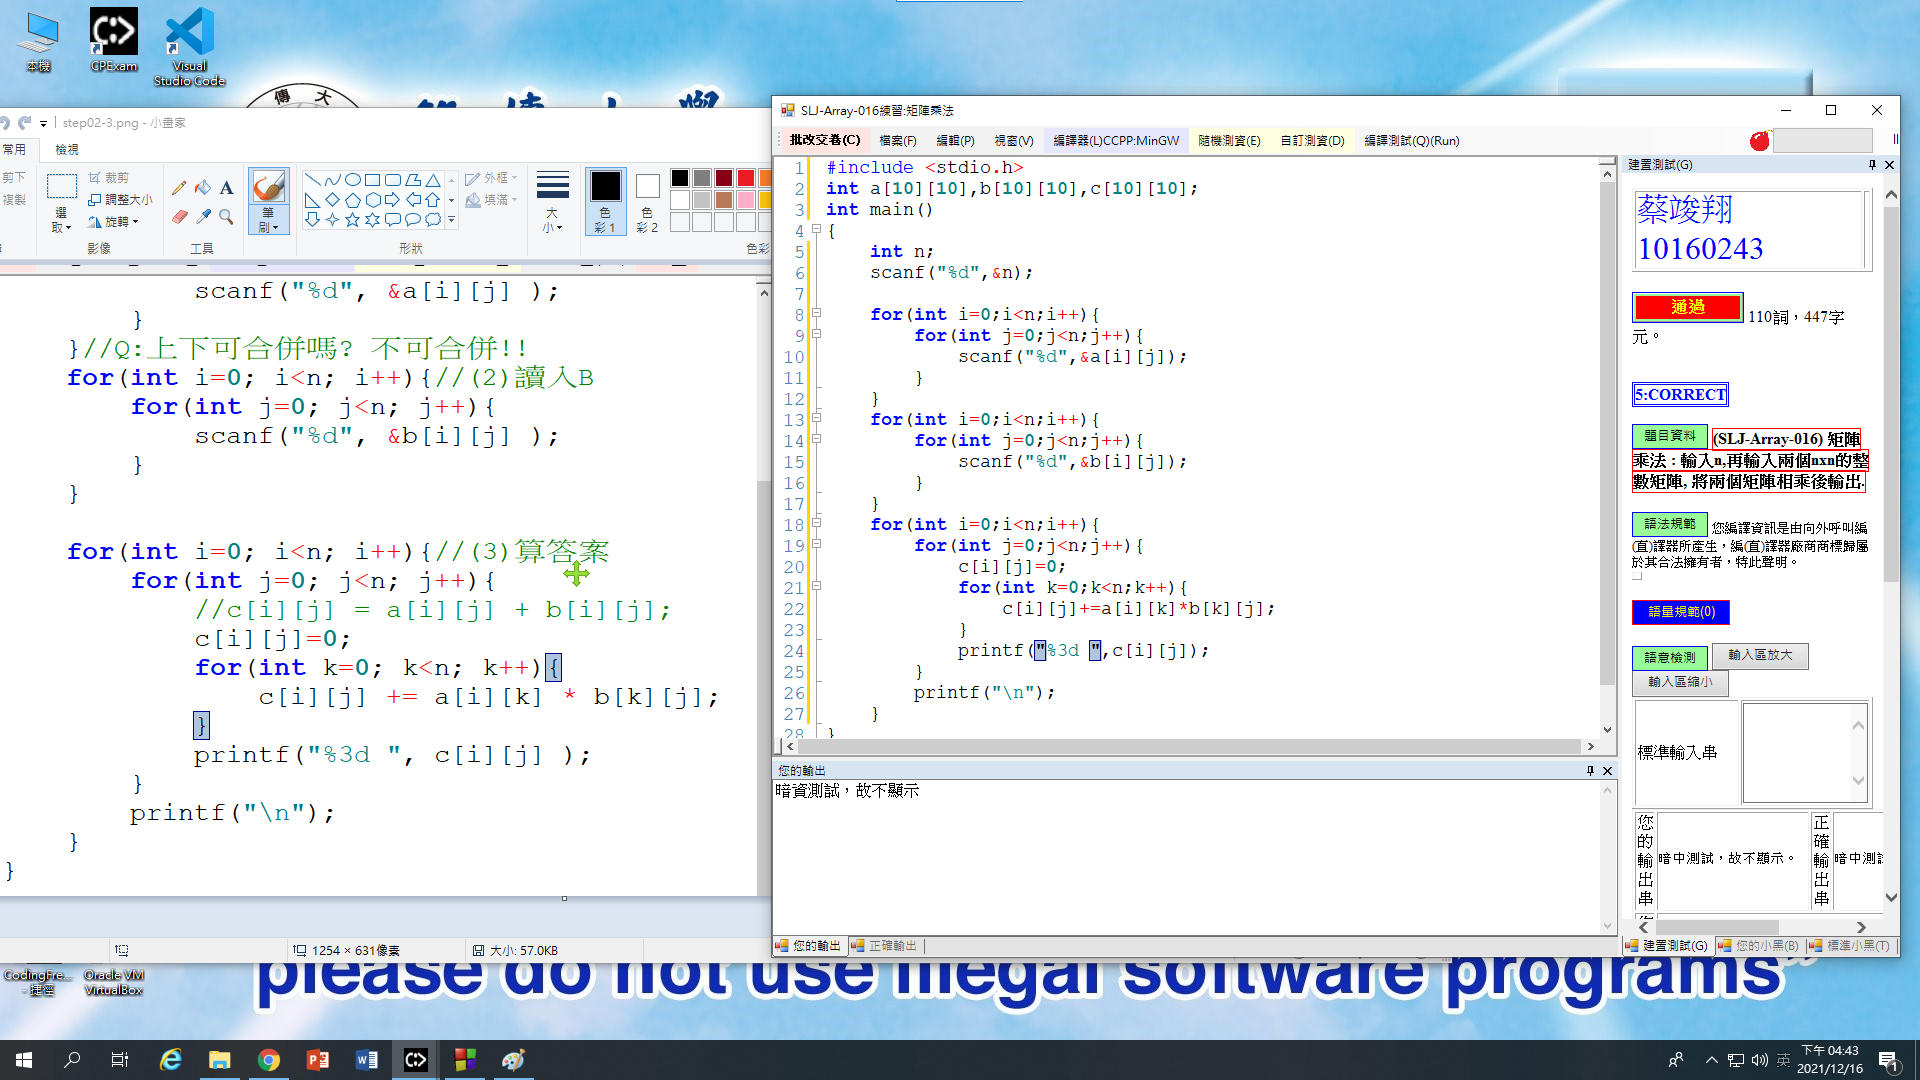 本機
CPExam
Visual
Studio Code
傳 大
step02-3.png - 小畫家
常用 檢視
剪下
複製
選取
裁剪
調整大小
旋轉
影像
工具
筆刷
形狀
外框
填滿
大小
色彩 1
色彩 2
色彩
scanf("%d", &a[i][j] );
}
}//Q:上下可合併嗎? 不可合併!!
for(int i=0; i<n; i++){//(2)讀入B
for(int j=0; j<n; j++){
scanf("%d", &b[i][j] );
}
}
for(int i=0; i<n; i++){//(3)算答案
for(int j=0; j<n; j++){
//c[i][j] = a[i][j] + b[i][j];
c[i][j]=0;
for(int k=0; k<n; k++){
c[i][j] += a[i][k] * b[k][j];
}
printf("%3d ", c[i][j] );
}
printf("\n");
}
}
1254 × 631像素
大小: 57.0KB
SLJ-Array-016練習:矩陣乘法
批改交卷(C) 檔案(F) 編輯(P) 視窗(V) 編譯器(L)CCPP:MinGW 隨機測資(E) 自訂測資(D) 編譯測試(Q)(Run)
1 #include <stdio.h>
2 int a[10][10],b[10][10],c[10][10];
3 int main()
4 {
5 int n;
6 scanf("%d",&n);
7
8 for(int i=0;i<n;i++){
9 for(int j=0;j<n;j++){
10 scanf("%d",&a[i][j]);
11 }
12 }
13 for(int i=0;i<n;i++){
14 for(int j=0;j<n;j++){
15 scanf("%d",&b[i][j]);
16 }
17 }
18 for(int i=0;i<n;i++){
19 for(int j=0;j<n;j++){
20 c[i][j]=0;
21 for(int k=0;k<n;k++){
22 c[i][j]+=a[i][k]*b[k][j];
23 }
24 printf("%3d ",c[i][j]);
25 }
26 printf("\n");
27 }
28 }
您的輸出
暗資測試，故不顯示
您的輸出 正確輸出
建置測試(G)
蔡竣翔
10160243
通過 110詞，447字
元。
5:CORRECT
題目資料 (SLJ-Array-016) 矩陣
乘法 : 輸入n,再輸入兩個nxn的整
數矩陣, 將兩個矩陣相乘後輸出.
語法規範 您編譯資訊是由向外呼叫編
(直)譯器所產生，編(直)譯器廠商商標歸屬
於其合法擁有者，特此聲明。
語量規範(0)
語意檢測 輸入區放大
輸入區縮小
標準輸入串
您的輸出串 暗中測試，故不顯示。 正確輸出串 暗中測試
建置測試(G) 您的小黑(B) 標準小黑(T)
CodingFre...
- 捷徑
Oracle VM
VirtualBox
please do not use illegal software programs
英
下午 04:43
2021/12/16
1